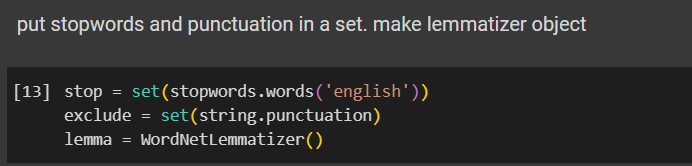 put stopwords and punctuation in a set. make lemmatizer object
[13] stop = set(stopwords.words('english'))
exclude = set(string.punctuation)
lemma = WordNetLemmatizer()